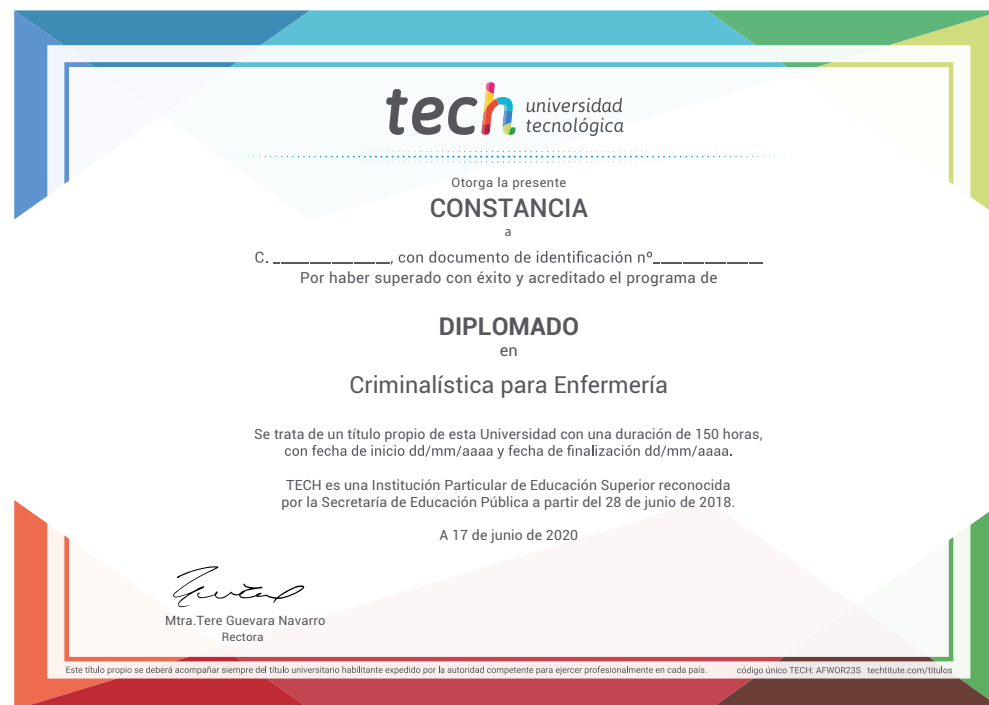 tech universidad
tecnológica
Otorga la presente
CONSTANCIA
a
C. ______________, con documento de identificación nº_____________
Por haber superado con éxito y acreditado el programa de
DIPLOMADO
en
Criminalística para Enfermería
Se trata de un título propio de esta Universidad con una duración de 150 horas,
con fecha de inicio dd/mm/aaaa y fecha de finalización dd/mm/aaaa.
TECH es una Institución Particular de Educación Superior reconocida
por la Secretaría de Educación Pública a partir del 28 de junio de 2018.
A 17 de junio de 2020
Mtra.Tere Guevara Navarro
Rectora
Este título propio se deberá acompañar siempre del título universitario habilitante expedido por la autoridad competente para ejercer profesionalmente en cada país. código único TECH: AFWOR23S techtitute.com/titulos